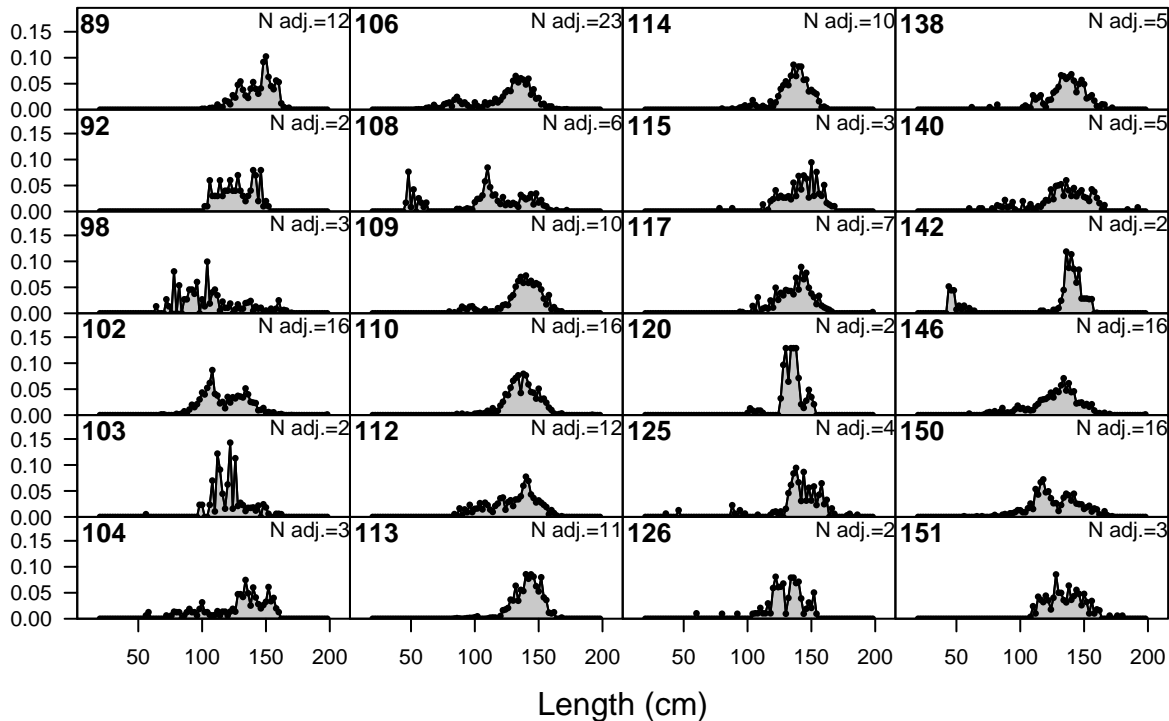 0.15 89 N adj.=12 106 N adj.=23 114 N adj.=10 138 N adj.=5
0.10
0.05
0.00
0.15 92 N adj.=2 108 N adj.=6 115 N adj.=3 140 N adj.=5
0.10
0.05
0.00
0.15 98 N adj.=3 109 N adj.=10 117 N adj.=7 142 N adj.=2
0.10
0.05
0.00
0.15 102 N adj.=16 110 N adj.=16 120 N adj.=2 146 N adj.=16
0.10
0.05
0.00
0.15 103 N adj.=2 112 N adj.=12 125 N adj.=4 150 N adj.=16
0.10
0.05
0.00
0.15 104 N adj.=3 113 N adj.=11 126 N adj.=2 151 N adj.=3
0.10
0.05
0.00
50 100 150 200 50 100 150 200 50 100 150 200 50 100 150 200
Length (cm)